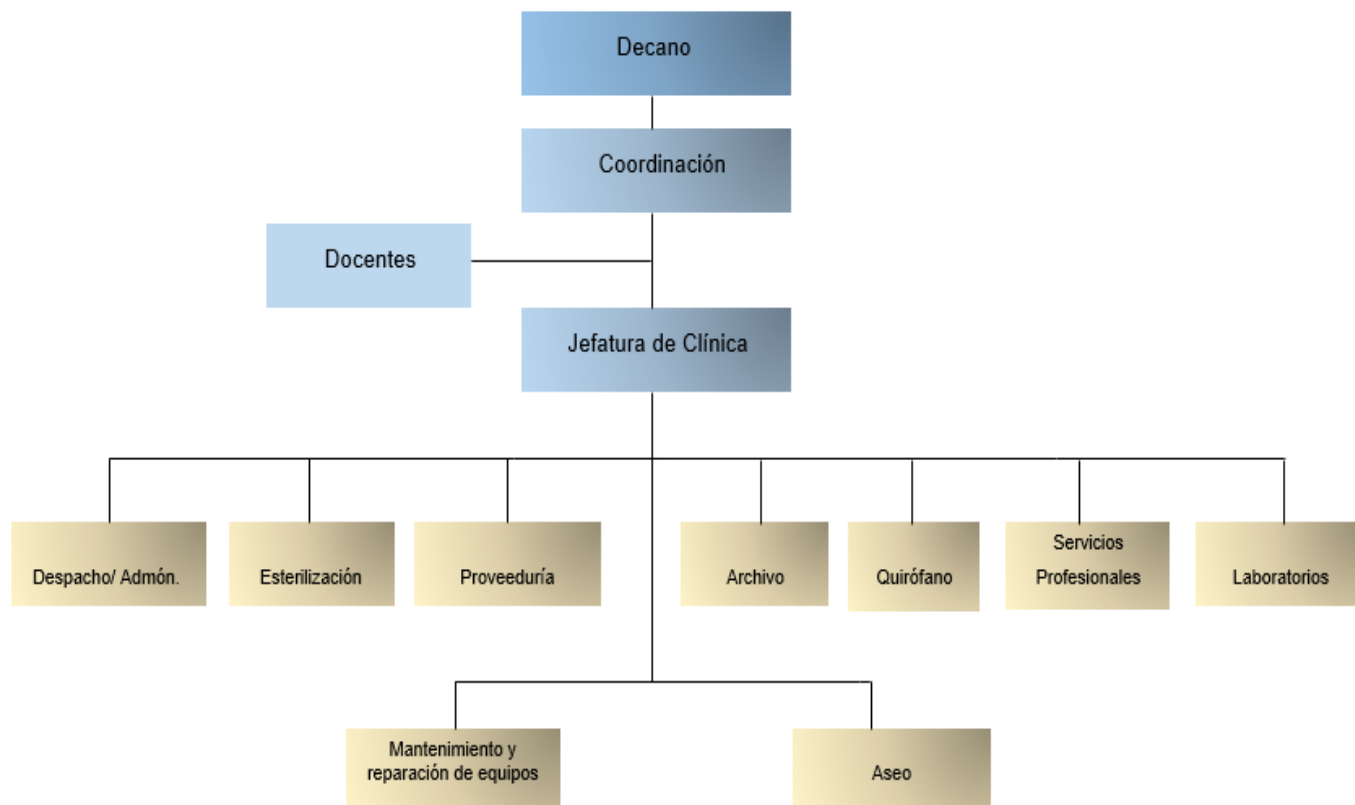 Decano
Coordinación
Docentes
Jefatura de Clínica
Despacho/ Admón.
Esterilización
Proveeduría
Archivo
Quirófano
Servicios
Profesionales
Laboratorios
Mantenimiento y
reparación de equipos
Aseo